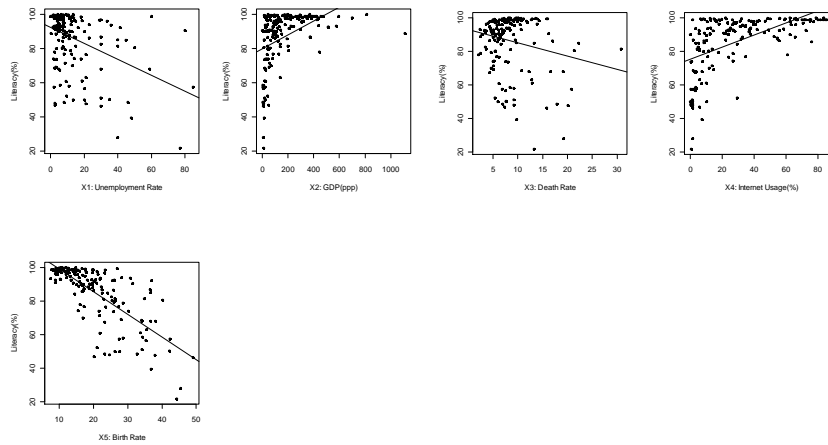 100
80
60
40
20
Literacy(%)
0 20 40 60 80
X1: Unemployment Rate
100
80
60
40
20
Literacy(%)
0 200 400 600 800 1100
X2: GDP(ppp)
100
80
60
40
20
Literacy(%)
5 10 15 20 25 30
X3: Death Rate
100
80
60
40
20
Literacy(%)
0 20 40 60 80
X4: Internet Usage(%)
100
80
60
40
20
Literacy(%)
10 20 30 40 50
X5: Birth Rate